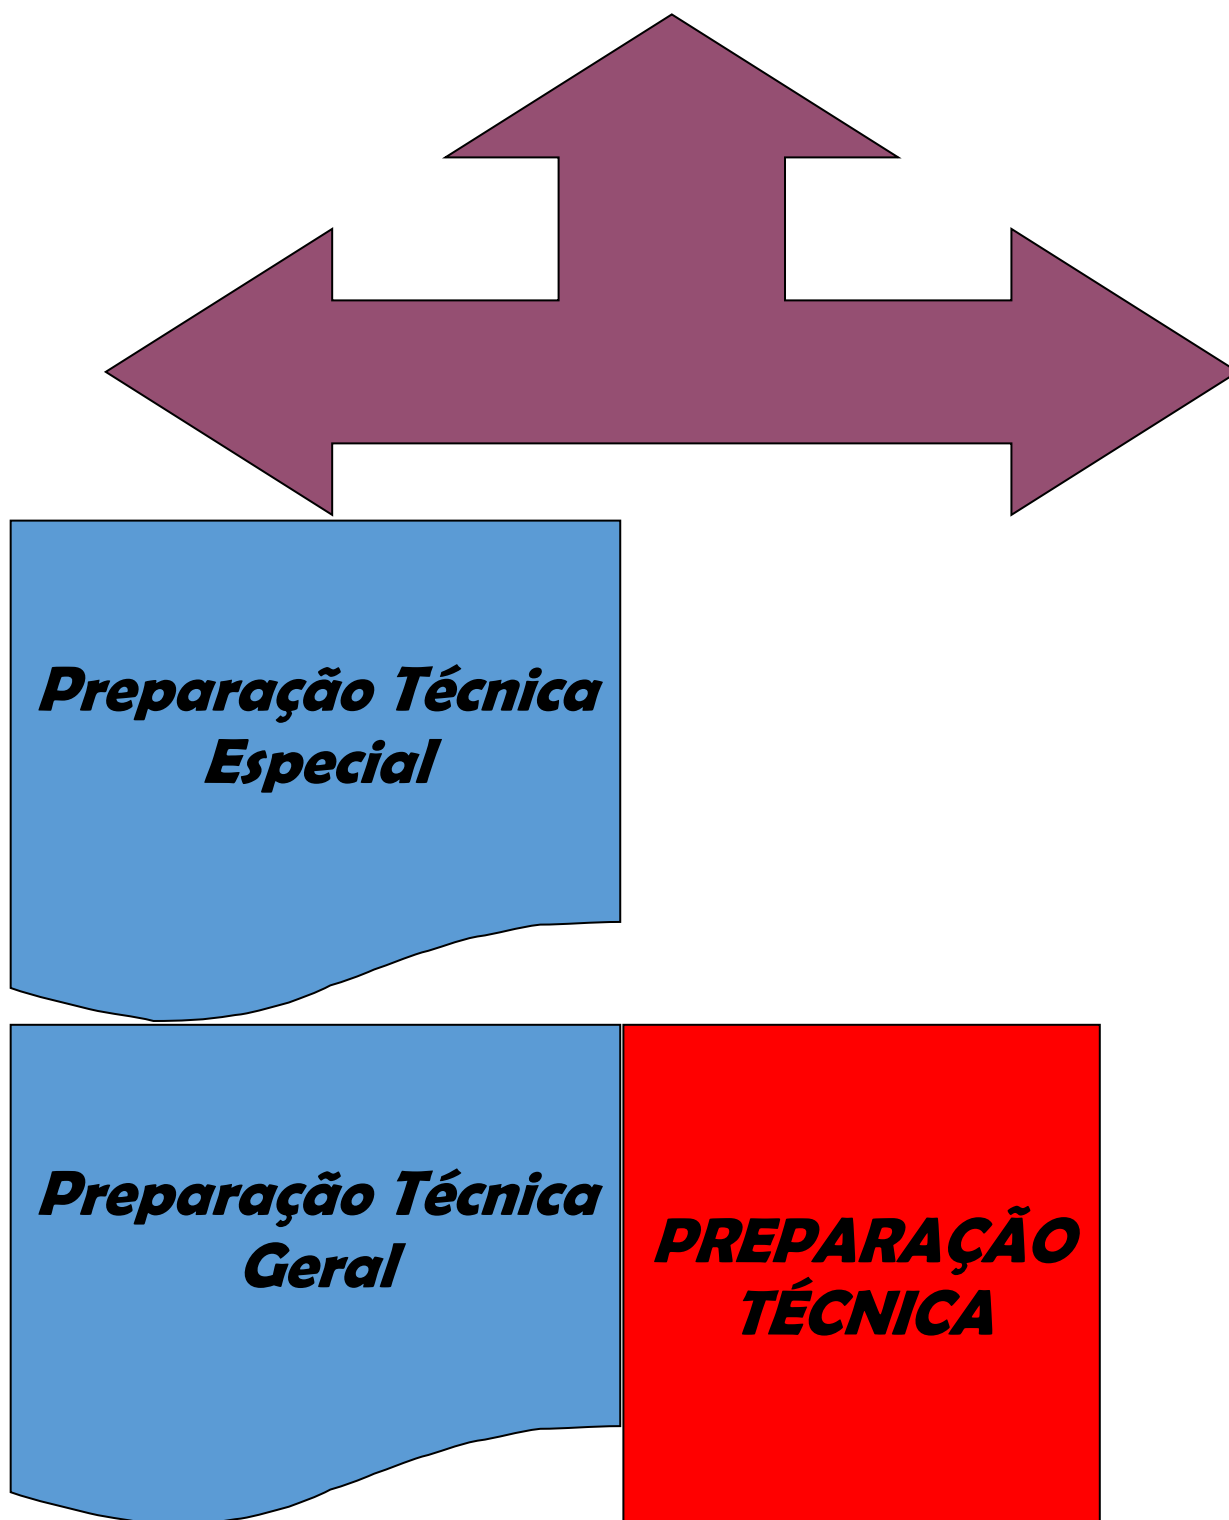 Preparação Técnica
Especial
Preparação Técnica
Geral
PREPARAÇÃO
TÉCNICA